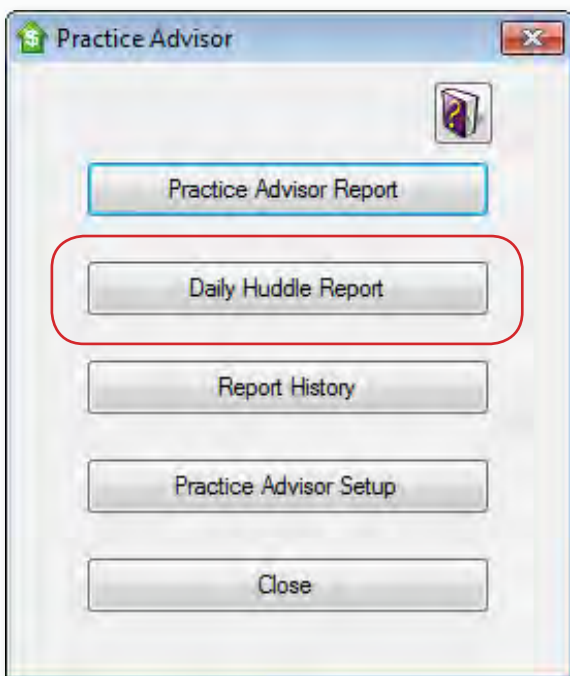 Practice Advisor
Practice Advisor Report
Daily Huddle Report
Report History
Practice Advisor Setup
Close